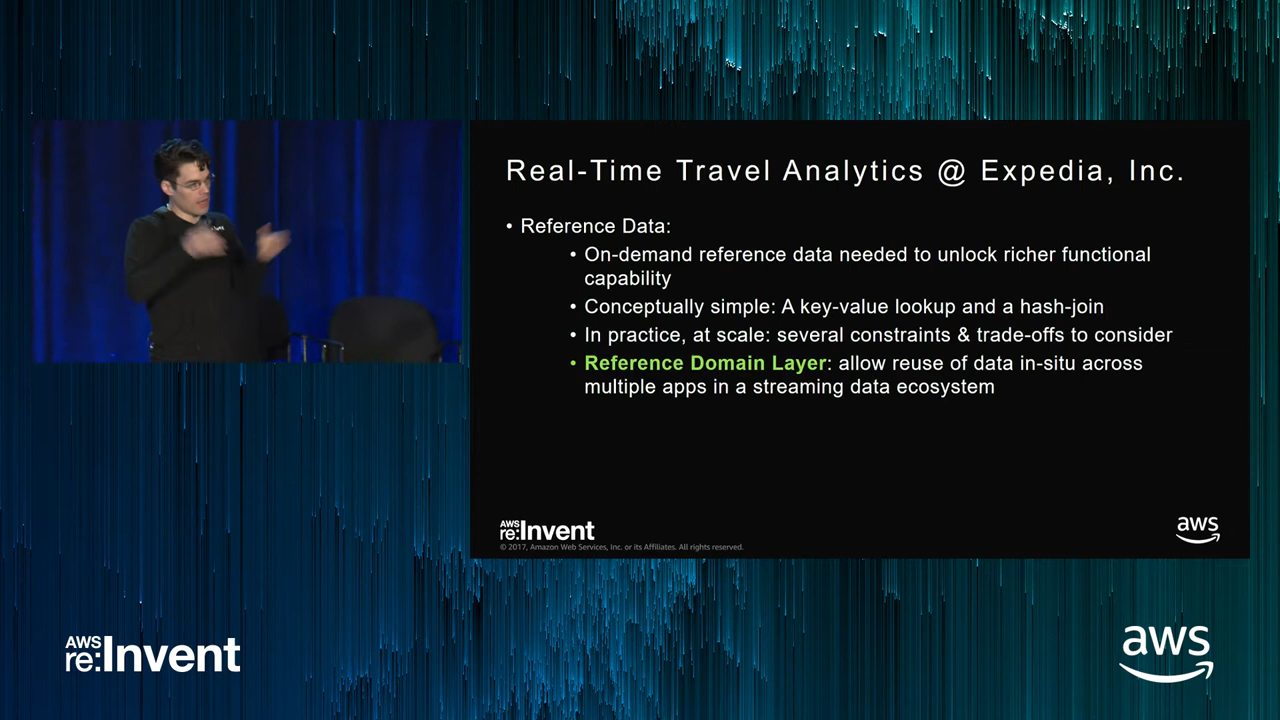 Real-Time Travel Analytics @ Expedia, Inc.
• Reference Data:
• On-demand reference data needed to unlock richer functional
capability
• Conceptually simple: A key-value lookup and a hash-join
• In practice, at scale: several constraints & trade-offs to consider
• Reference Domain Layer: allow reuse of data in-situ across
multiple apps in a streaming data ecosystem
AWS
re:Invent
© 2017, Amazon Web Services, Inc. or its Affiliates. All rights reserved.
aws
AWS
re:Invent
aws